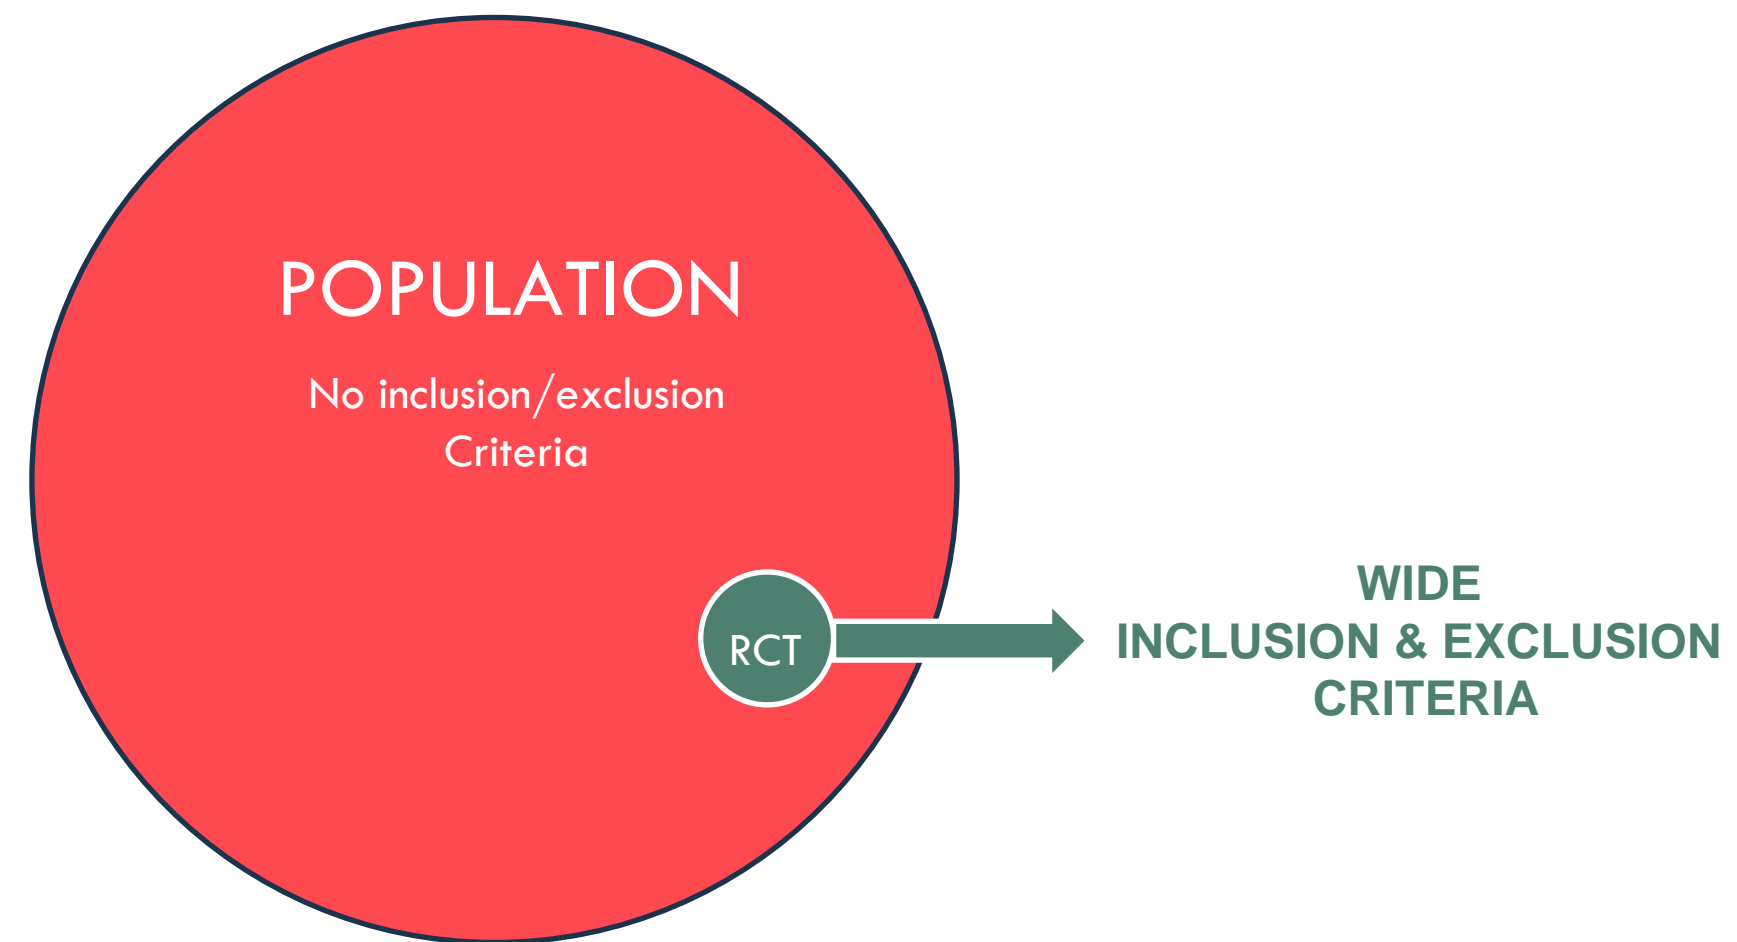 POPULATION
No inclusion/exclusion
Criteria
RCT
WIDE
INCLUSION & EXCLUSION
CRITERIA